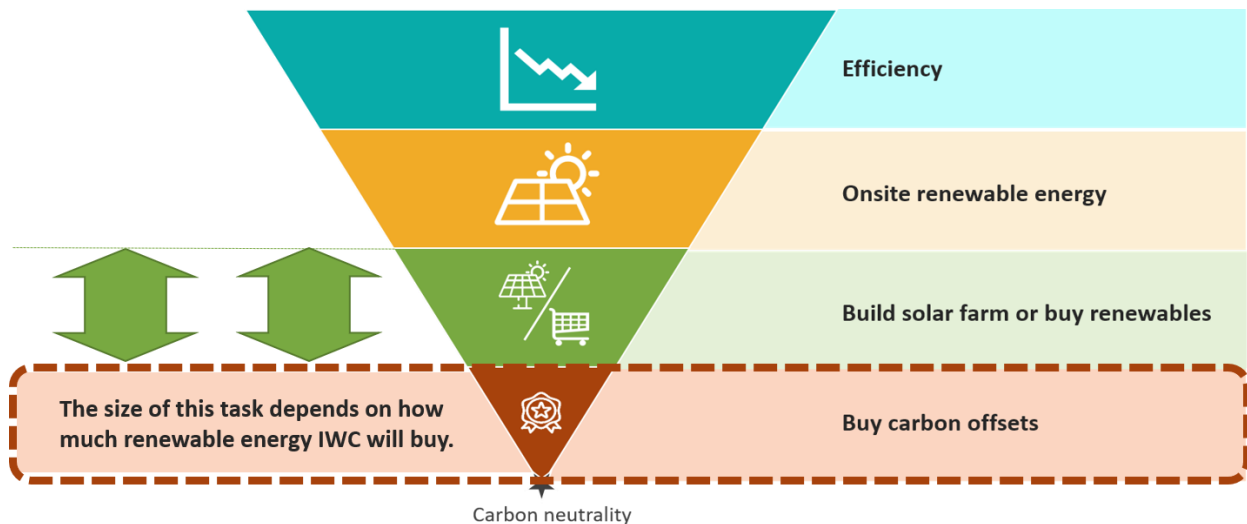 Efficiency
Onsite renewable energy
Build solar farm or buy renewables
The size of this task depends on how
much renewable energy IWC will buy.
Buy carbon offsets
Carbon neutrality